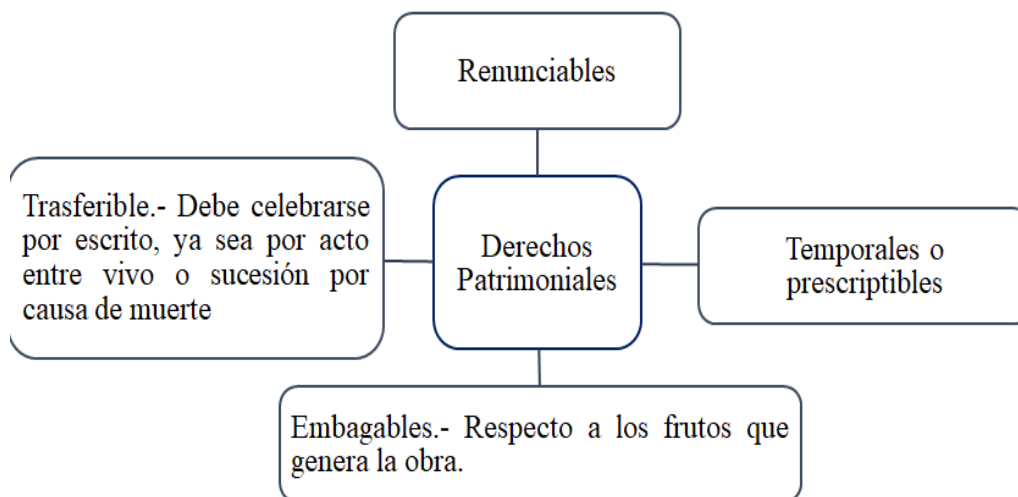 Renunciables
Trasferible.- Debe celebrarse
por escrito, ya sea por acto
entre vivo o sucesión por
causa de muerte
Derechos
Patrimoniales
Temporales o
prescriptibles
Embagables.- Respecto a los frutos que
genera la obra.